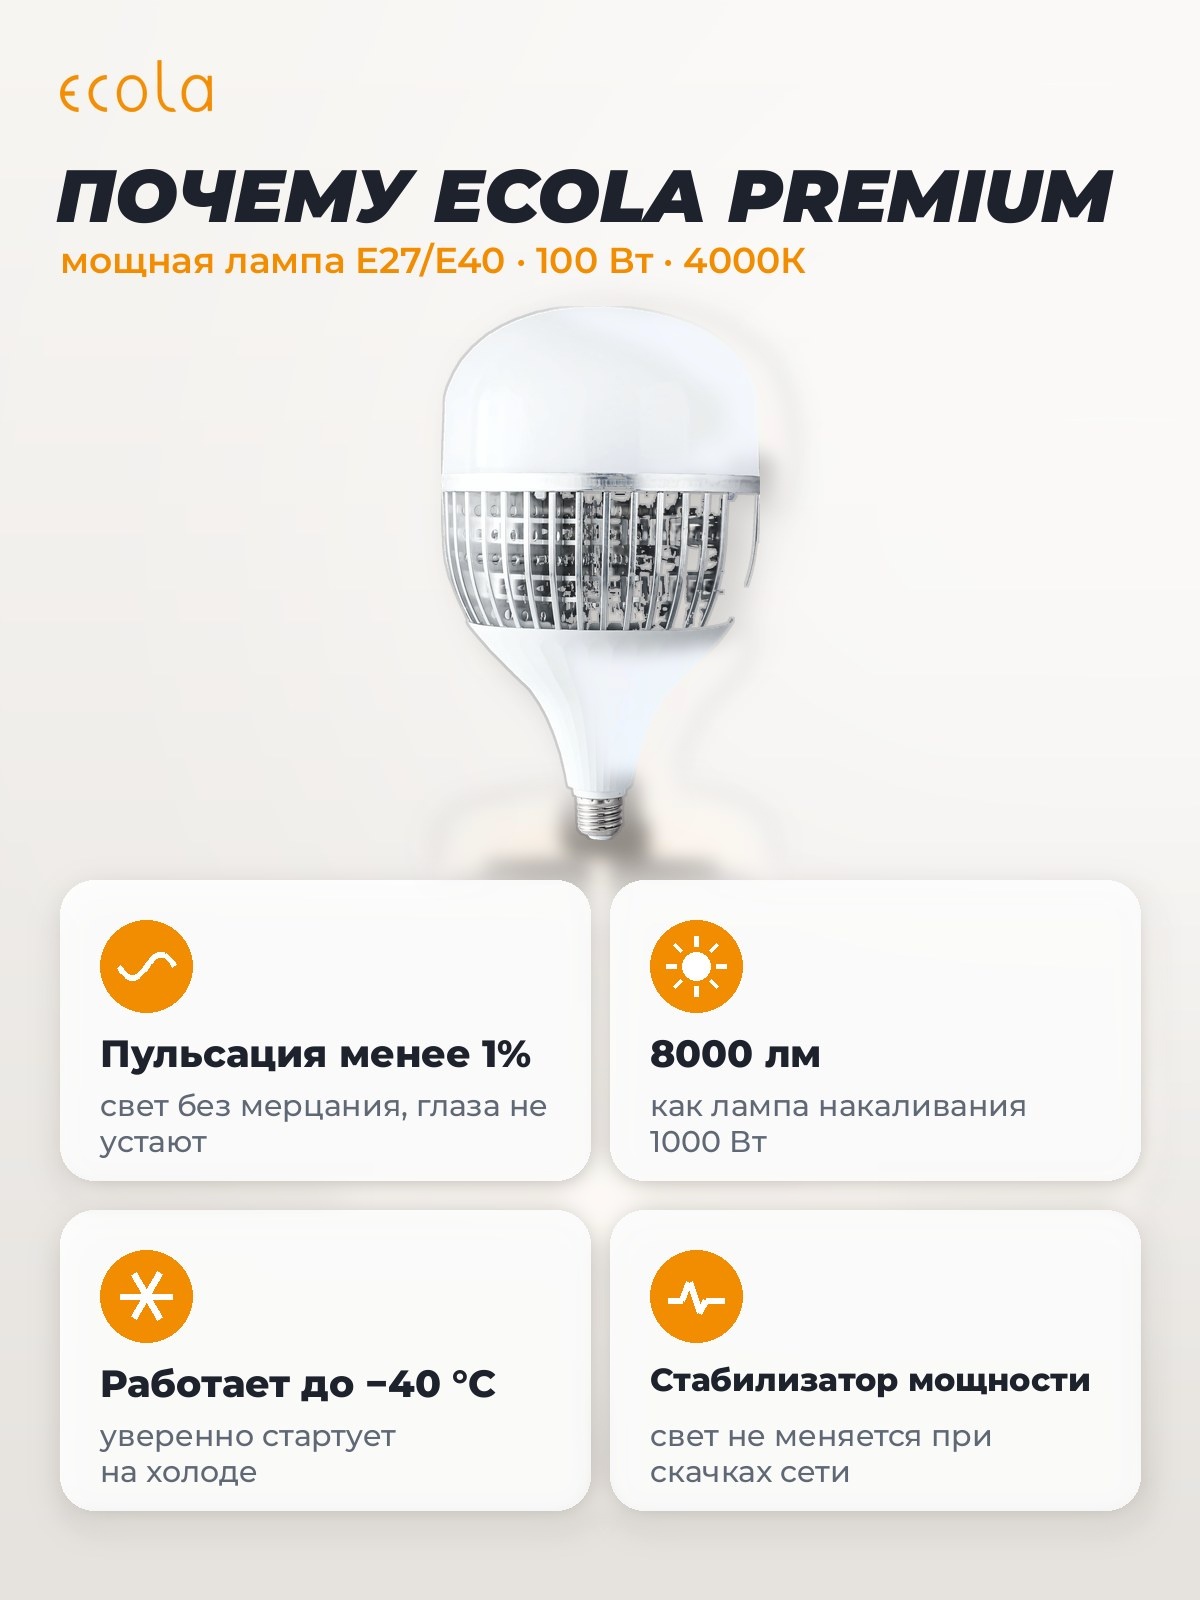 ecola
ПОЧЕМУ ECOLA PREMIUM
мощная лампа E27/E40 · 100 Вт · 4000К
Пульсация менее 1%
свет без мерцания, глаза не
устают
8000 лм
как лампа накаливания
1000 Вт
Работает до −40 °C
уверенно стартует
на холоде
Стабилизатор мощности
свет не меняется при
скачках сети